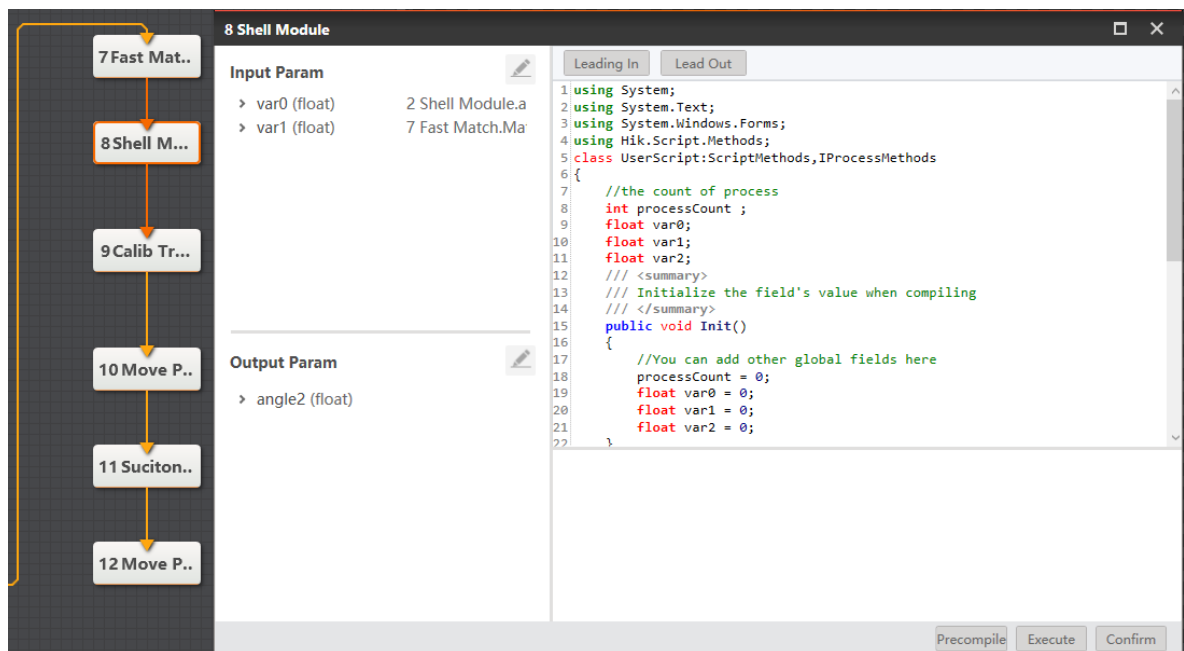 7 Fast Mat..
8 Shell M...
9 Calib Tr...
10 Move P..
11 Suciton..
12 Move P..
8 Shell Module
Input Param
var0 (float) 2 Shell Module.a
var1 (float) 7 Fast Match.Ma
Output Param
angle2 (float)
Leading In Lead Out
1 using System;
2 using System.Text;
3 using System.Windows.Forms;
4 using Hik.Script.Methods;
5 class UserScript:ScriptMethods,IProcessMethods
6 {
7 //the count of process
8 int processCount ;
9 float var0;
10 float var1;
11 float var2;
12 /// <summary>
13 /// Initialize the field's value when compiling
14 /// </summary>
15 public void Init()
16 {
17 //You can add other global fields here
18 processCount = 0;
19 float var0 = 0;
20 float var1 = 0;
21 float var2 = 0;
22 }
Precompile Execute Confirm